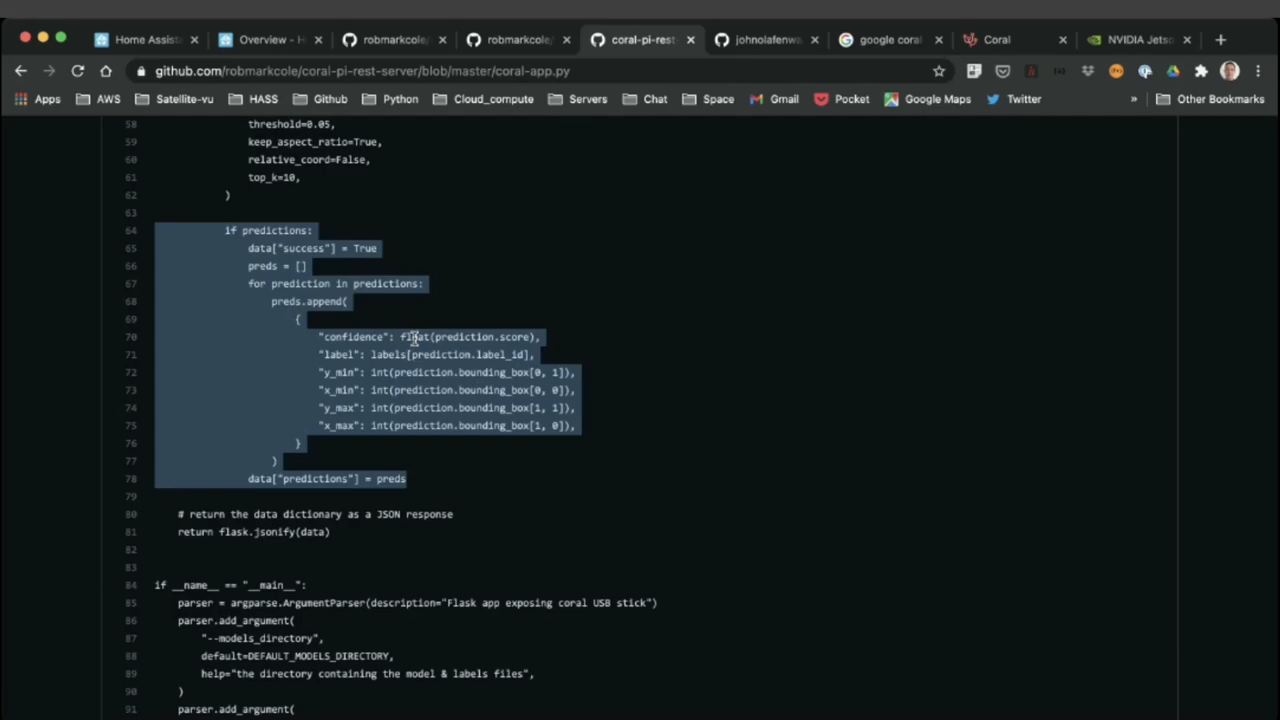 Home Assista
Overview - H
robmarkcole/
robmarkcole/
coral-pi-rest-
johnolafenwa
google coral
Coral
NVIDIA Jets
github.com/robmarkcole/coral-pi-rest-server/blob/master/coral-app.py
Apps
AWS
Satellite-vu
HASS
Github
Python
Cloud_compute
Servers
Chat
Space
Gmail
Pocket
Google Maps
Twitter
»
Other Bookmarks
58 threshold=0.05,
59 keep_aspect_ratio=True,
60 relative_coord=False,
61 top_k=10,
62 )
63
64 if predictions:
65 data["success"] = True
66 preds = []
67 for prediction in predictions:
68 preds.append(
69 {
70 "confidence": float(prediction.score),
71 "label": labels[prediction.label_id],
72 "y_min": int(prediction.bounding_box[0, 1]),
73 "x_min": int(prediction.bounding_box[0, 0]),
74 "y_max": int(prediction.bounding_box[1, 1]),
75 "x_max": int(prediction.bounding_box[1, 0]),
76 }
77 )
78 data["predictions"] = preds
79
80 # return the data dictionary as a JSON response
81 return flask.jsonify(data)
82
83
84 if __name__ == "__main__":
85 parser = argparse.ArgumentParser(description="Flask app exposing coral USB stick")
86 parser.add_argument(
87 "--models_directory",
88 default=DEFAULT_MODELS_DIRECTORY,
89 help="the directory containing the model & labels files",
90 )
91 parser.add_argument(